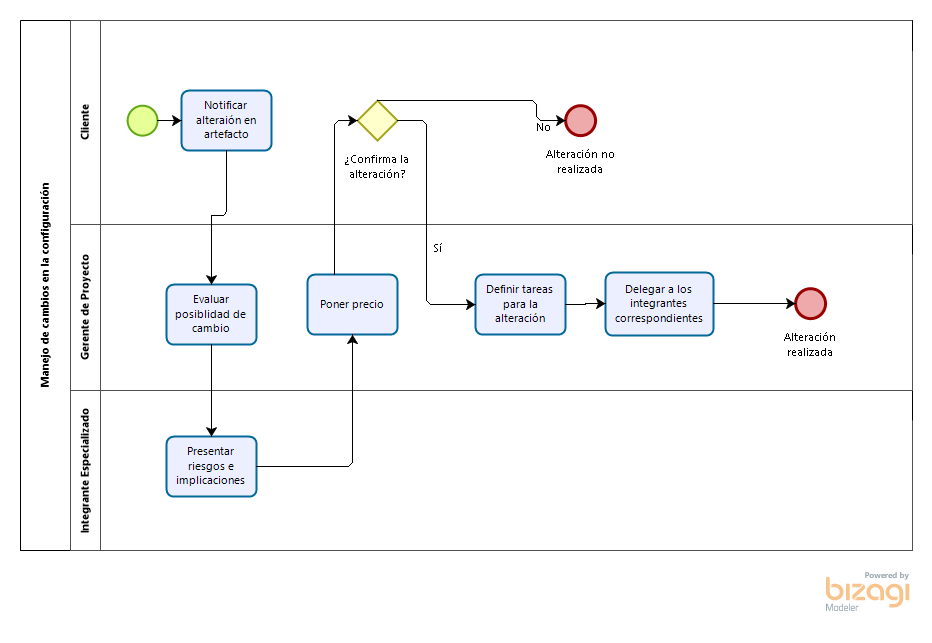 Manejo de cambios en la configuración
Cliente
Notificar
alteraión en
artefacto
¿Confirma la
alteración?
No
Alteración no
realizada
Sí
Gerente de Proyecto
Evaluar
posiblidad de
cambio
Poner precio
Definir tareas
para la
alteración
Delegar a los
integrantes
correspondientes
Alteración
realizada
Integrante Especializado
Presentar
riesgos e
implicaciones
Powered by
bizagi
Modeler